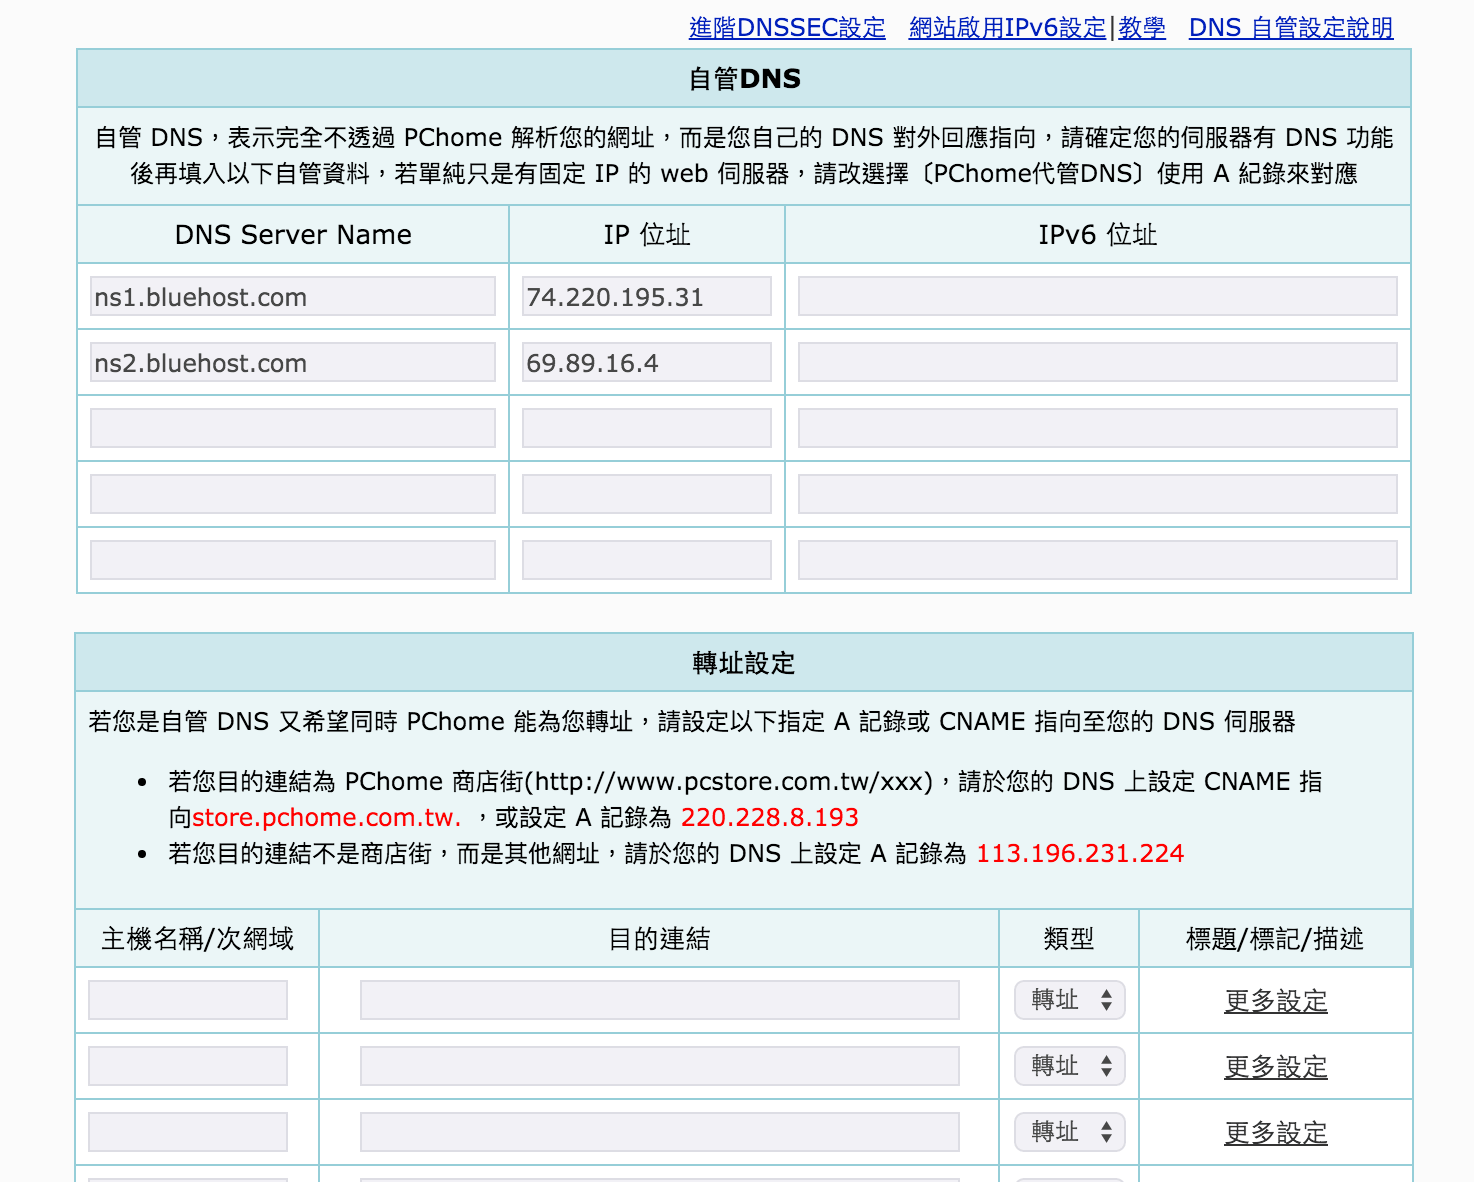 進階DNSSEC設定 網站啟用IPv6設定|教學 DNS 自管設定說明
自管DNS
自管 DNS，表示完全不透過 PChome 解析您的網址，而是您自己的 DNS 對外回應指向，請確定您的伺服器有 DNS 功能
後再填入以下自管資料，若單純只是有固定 IP 的 web 伺服器，請改選擇〔PChome代管DNS〕使用 A 紀錄來對應
DNS Server Name IP 位址 IPv6 位址
ns1.bluehost.com 74.220.195.31
ns2.bluehost.com 69.89.16.4
轉址設定
若您是自管 DNS 又希望同時 PChome 能為您轉址，請設定以下指定 A 記錄或 CNAME 指向至您的 DNS 伺服器
• 若您目的連結為 PChome 商店街(http://www.pcstore.com.tw/xxx)，請於您的 DNS 上設定 CNAME 指
向store.pchome.com.tw. ，或設定 A 記錄為 220.228.8.193
• 若您目的連結不是商店街，而是其他網址，請於您的 DNS 上設定 A 記錄為 113.196.231.224
主機名稱/次網域 目的連結 類型 標題/標記/描述
轉址 更多設定
轉址 更多設定
轉址 更多設定